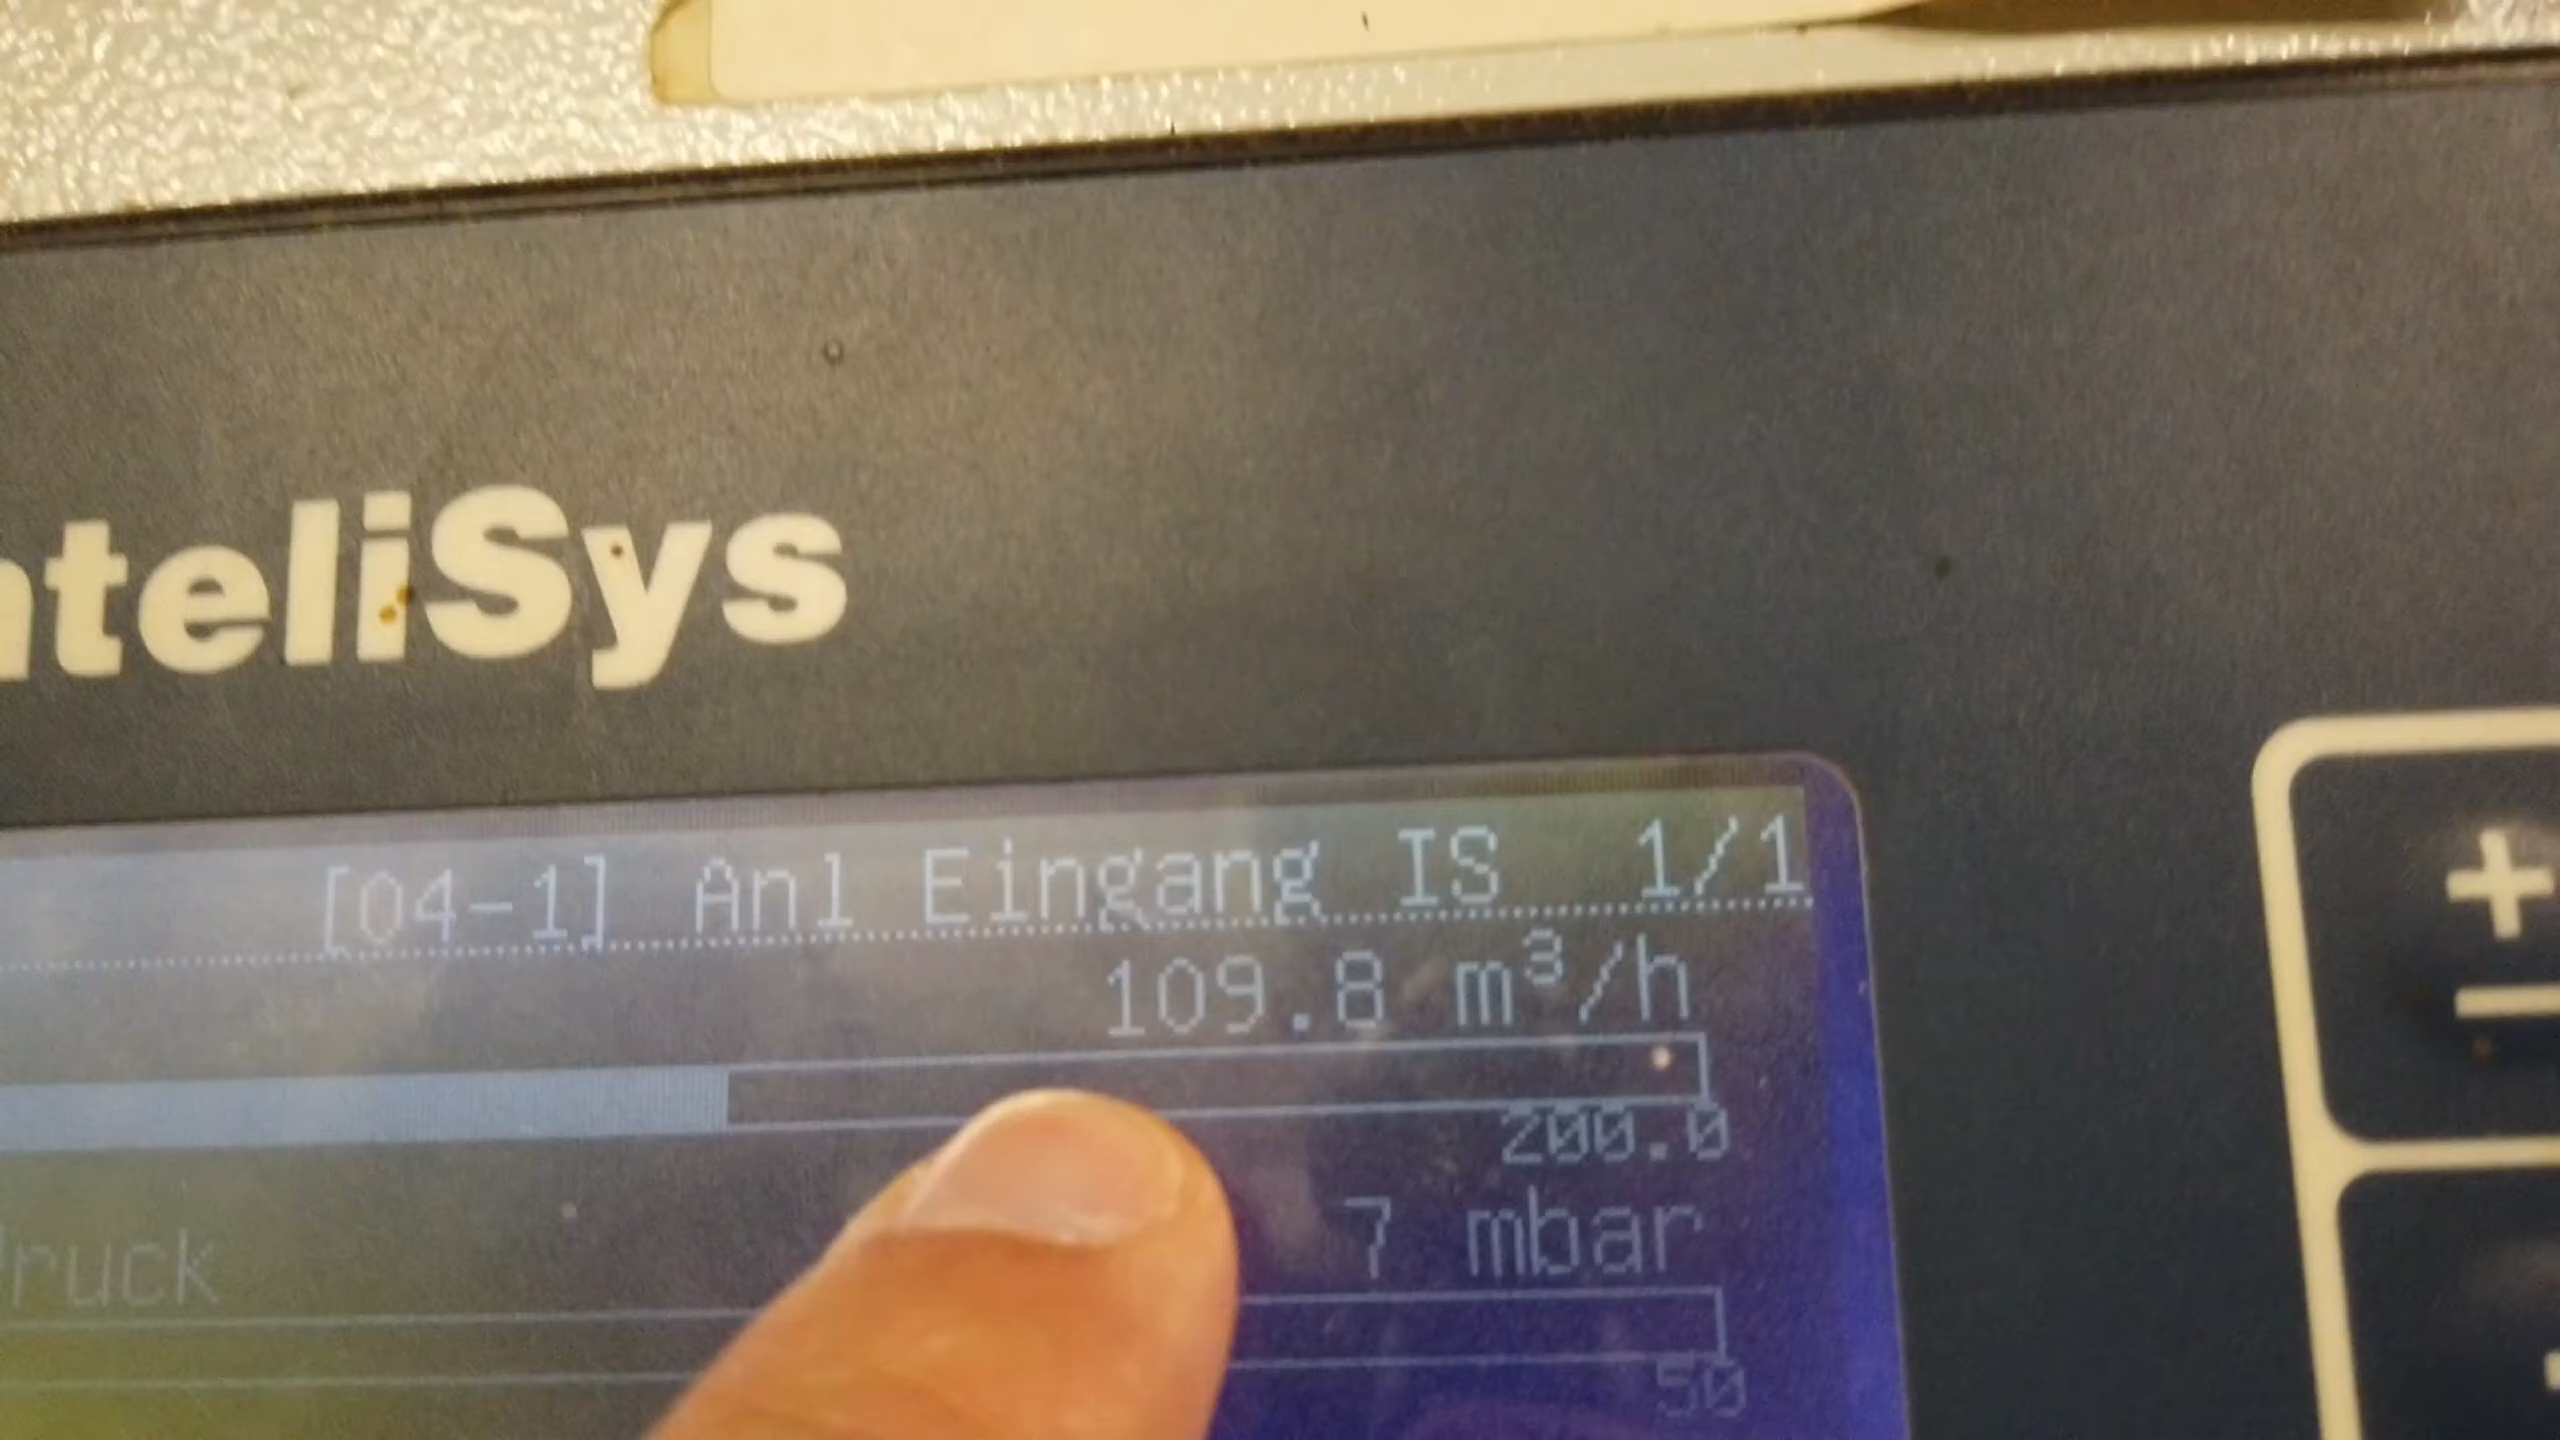 nteliSys
[04-1] Anl Eingang IS 1/1
109.8 m³/h
200.0
ruck 7 mbar
50